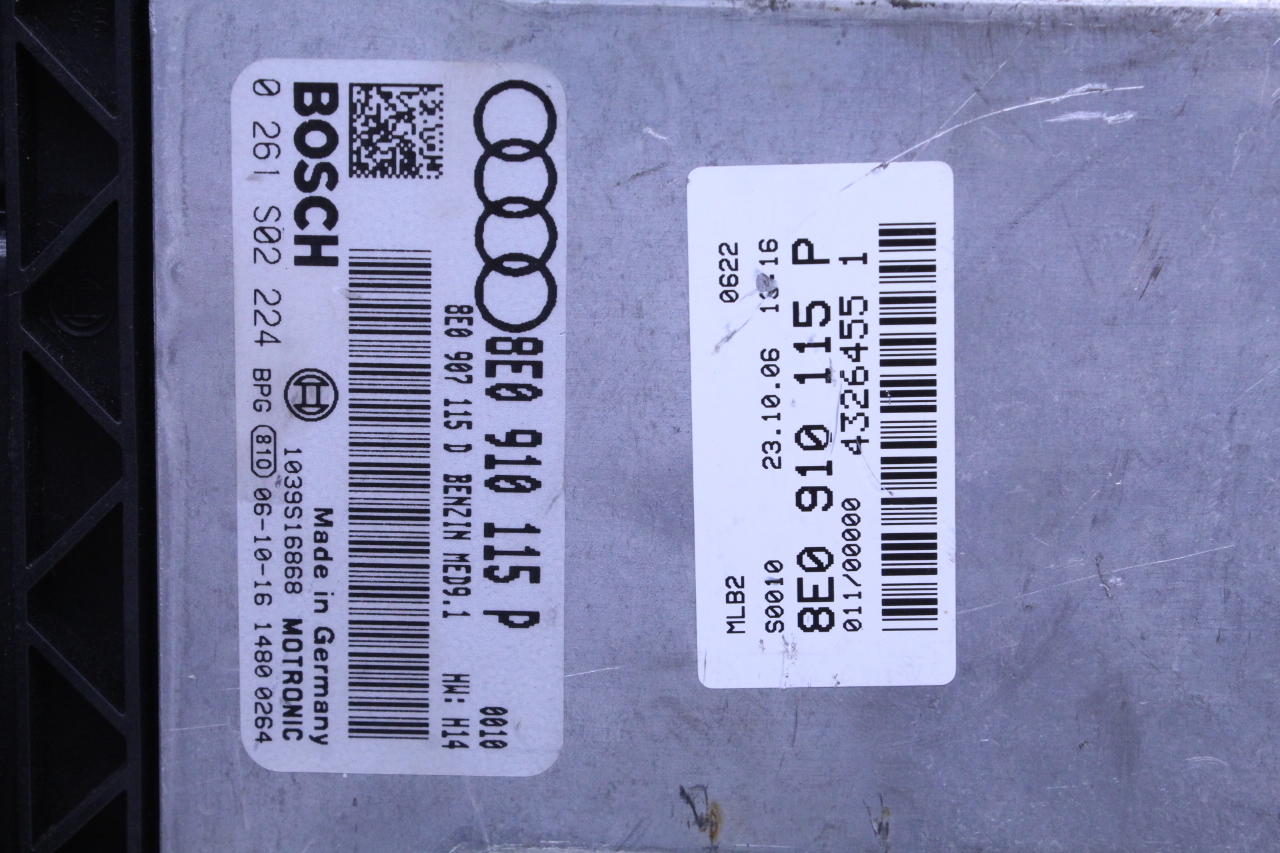 8E0 910 115 P
0010
8E0 907 115 D BENZIN MED9.1 HW: H14
BOSCH
Made in Germany
1039S16868 MOTRONIC
0 261 S02 224 BPG 810 06-10-16 1480 0264
MLB2 0622
S0010 23.10.06 16
8E0 910 115 P
011/00000 4326455 1